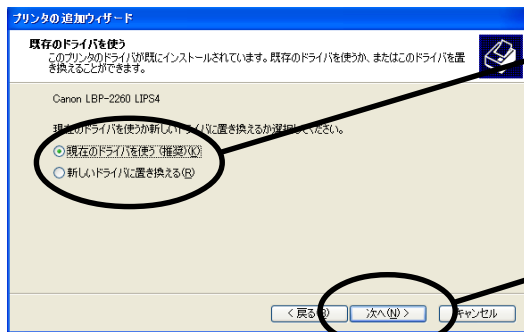 プリンタの追加ウィザード
既存のドライバを使う
このプリンタのドライバが既にインストールされています。既存のドライバを使うか、またはこのドライバを置
き換えることができます。
Canon LBP-2260 LIPS4
現在のドライバを使うか新しいドライバに置き換えるか選択してください。
現在のドライバを使う (推奨)(K)
新しいドライバに置き換える(R)
< 戻る(B) 次へ(N) > キャンセル